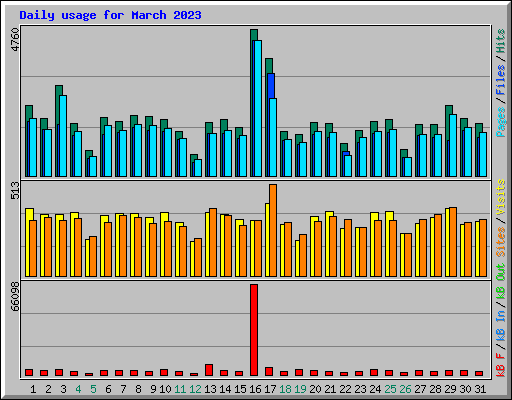 Daily usage for March 2023
4760
Pages / Files / Hits
513
Sites / Visits
66098
kB F / kB In / kB Out
1 2 3 4 5 6 7 8 9 10 11 12 13 14 15 16 17 18 19 20 21 22 23 24 25 26 27 28 29 30 31